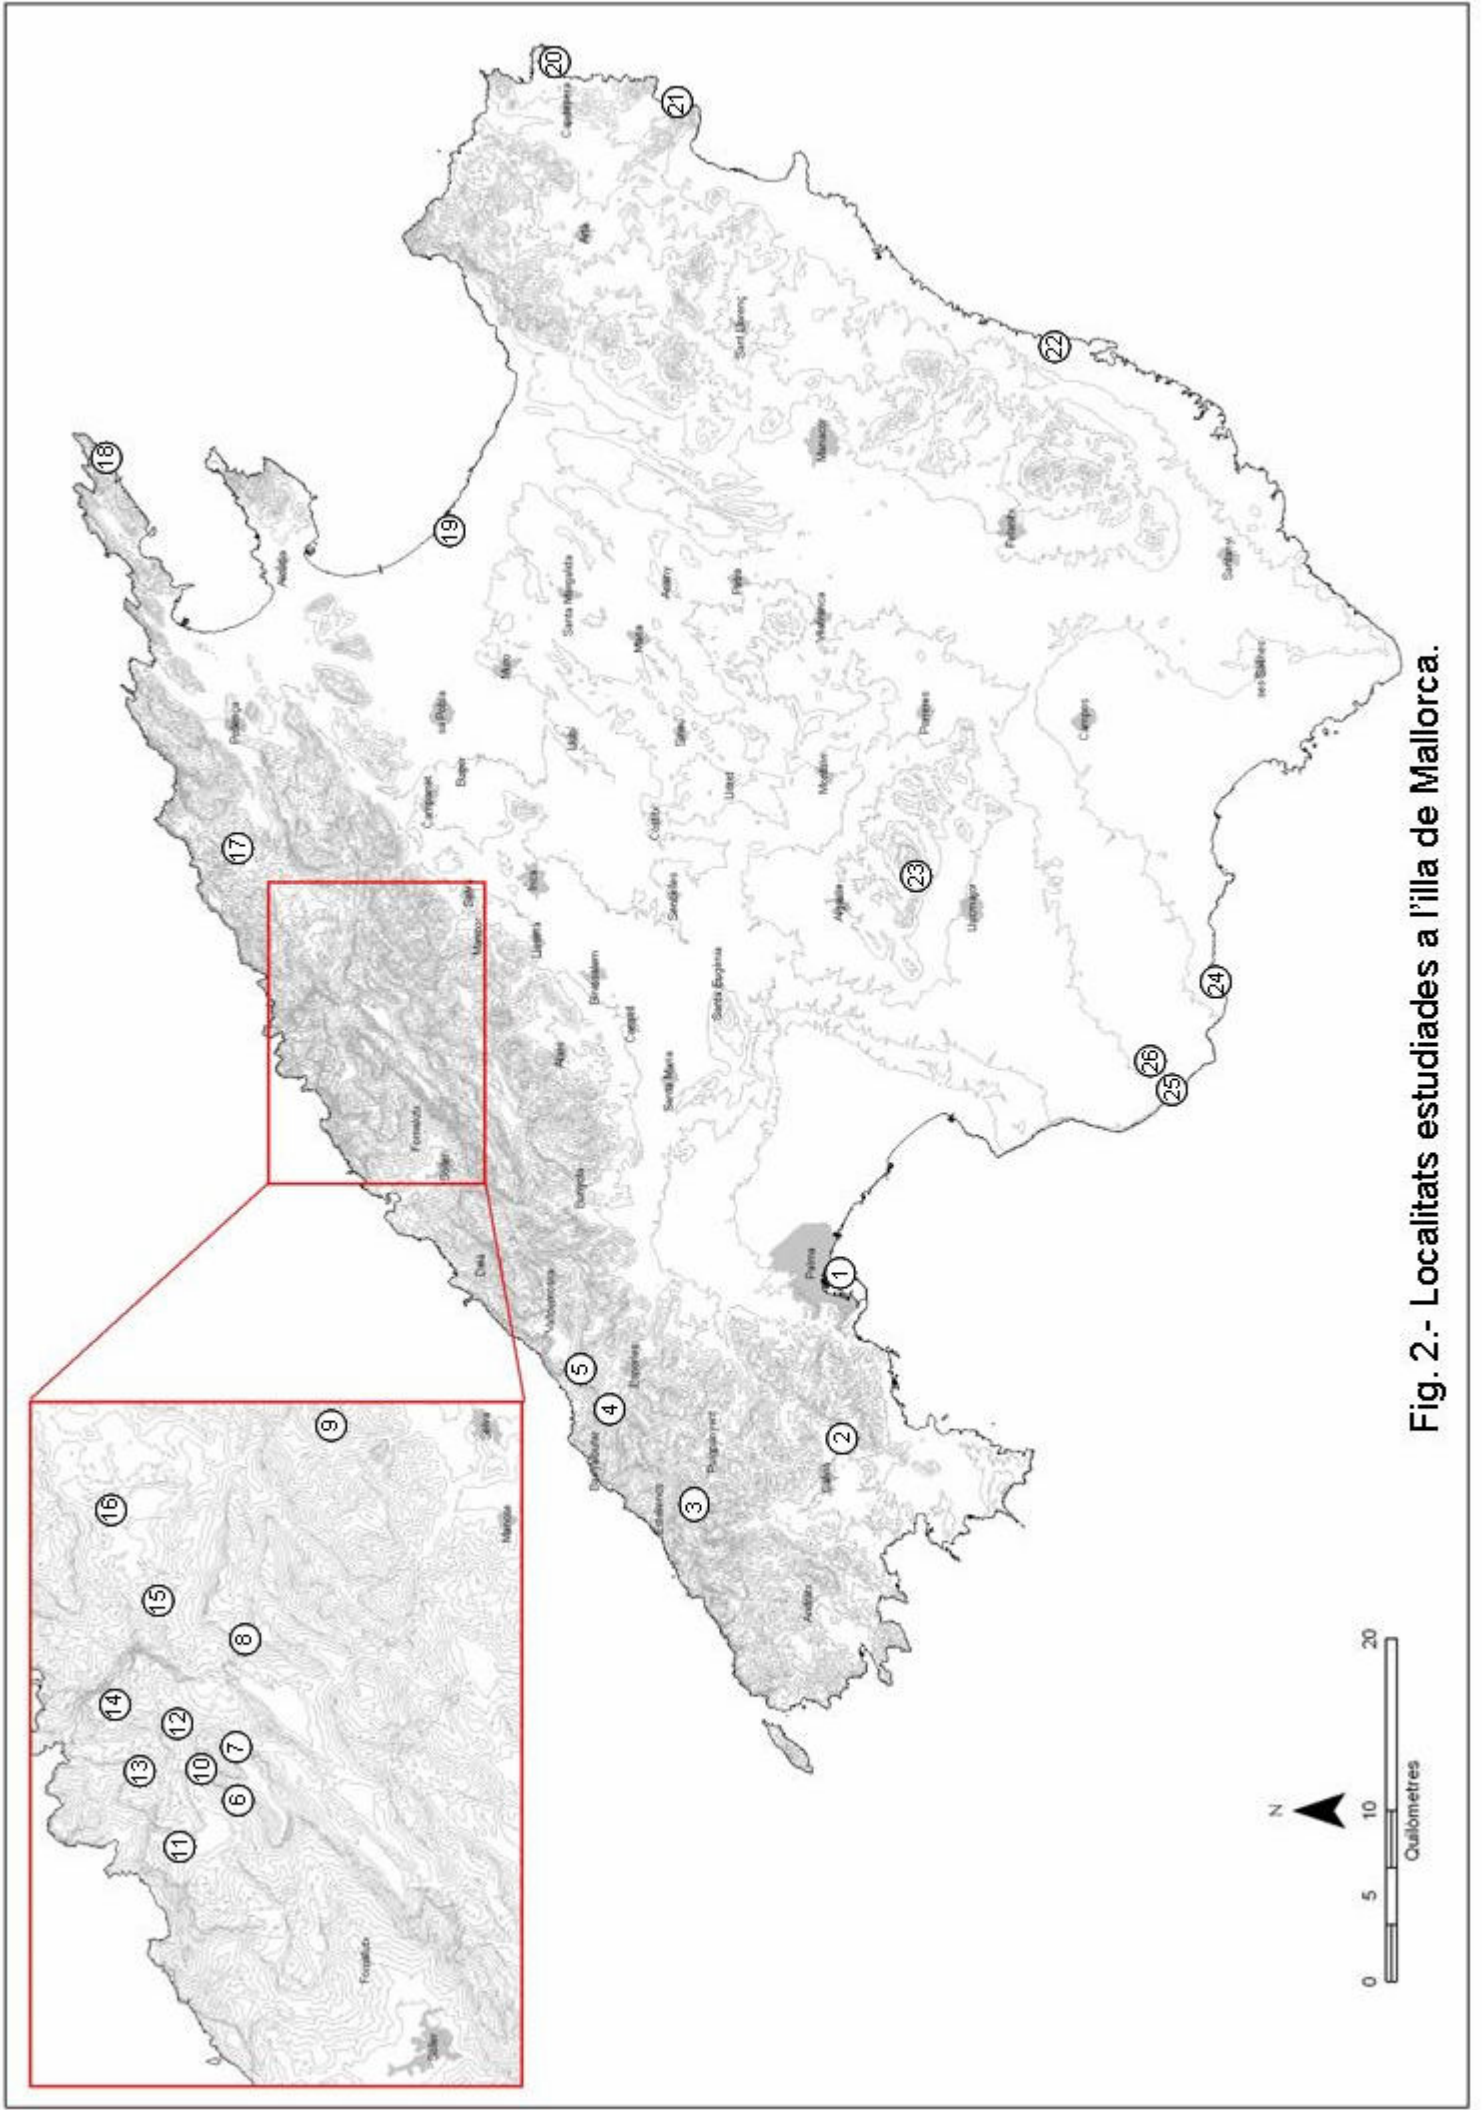 20
21
18
Capdepera
Artà
19
22
Sant Llorenç
Manacor
Alcúdia
Santa Margalida
Ariany
Petra
Vilafranca
Felanitx
Santanyí
Muro
Maria
Pollença
sa Pobla
Llubí
Sineu
Porreres
Campos
ses Salines
Búger
Campanet
Costitx
Lloret
Montuïri
17
Inca
Selva
Sencelles
23
Algaida
Llucmajor
Mancor
Lloseta
Binissalem
Santa Eugènia
24
Consell
Alaró
Santa Maria
26
25
Fornalutx
Sóller
Bunyola
Deià
Valldemossa
Palma
1
5
4
Esporles
Banyalbufar
Puigpunyent
2
Calvià
3
Estellencs
Andratx
9
Selva
16
Mancor
15
8
14
12
7
13
10
6
11
Fornalutx
Sóller
N
0
5
10
20
Quilòmetres
Fig. 2.- Localitats estudiades a l'illa de Mallorca.